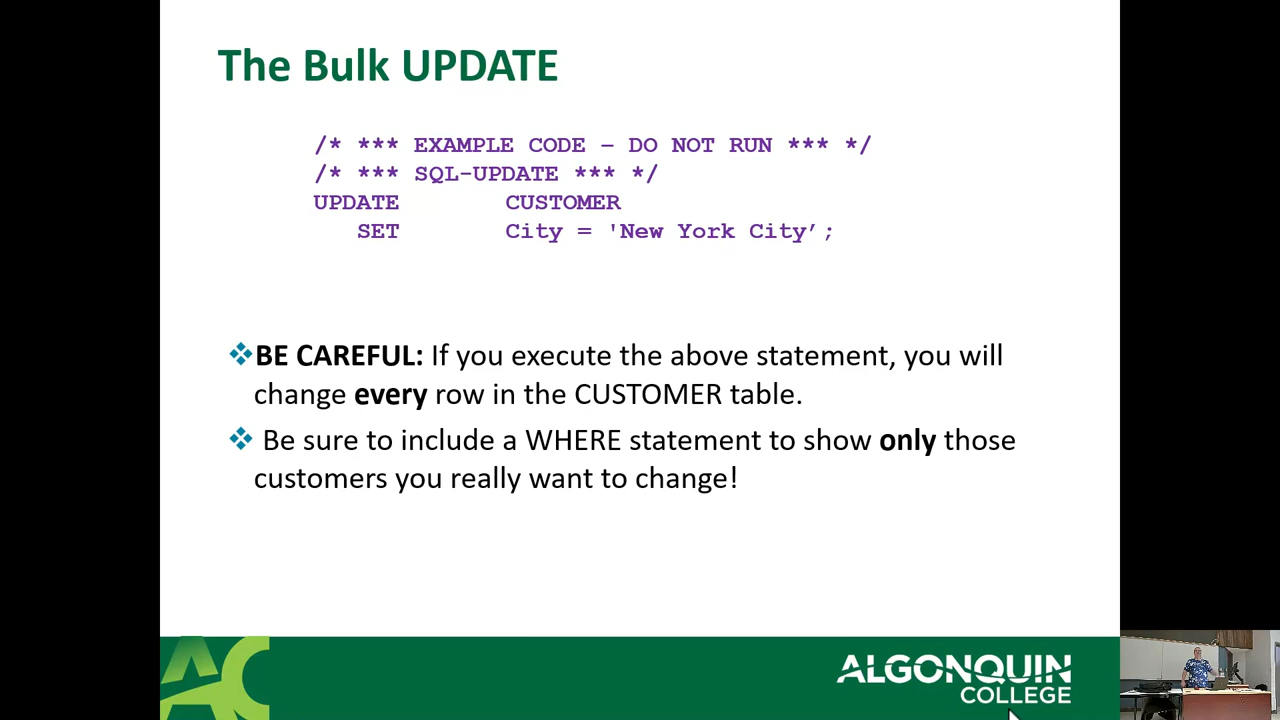 The Bulk UPDATE
/* *** EXAMPLE CODE – DO NOT RUN *** */
/* *** SQL-UPDATE *** */
UPDATE CUSTOMER
SET City = 'New York City’;
❖BE CAREFUL: If you execute the above statement, you will
change every row in the CUSTOMER table.
❖ Be sure to include a WHERE statement to show only those
customers you really want to change!
AC
ALGONQUIN
COLLEGE